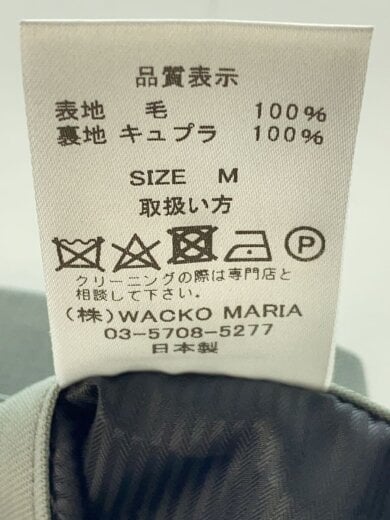 品質表示
表地 毛 100%
裏地 キュプラ 100%
SIZE M
取扱い方
P
クリーニングの際は専門店と
相談して下さい。
(株)WACKO MARIA
03-5708-5277
日本製